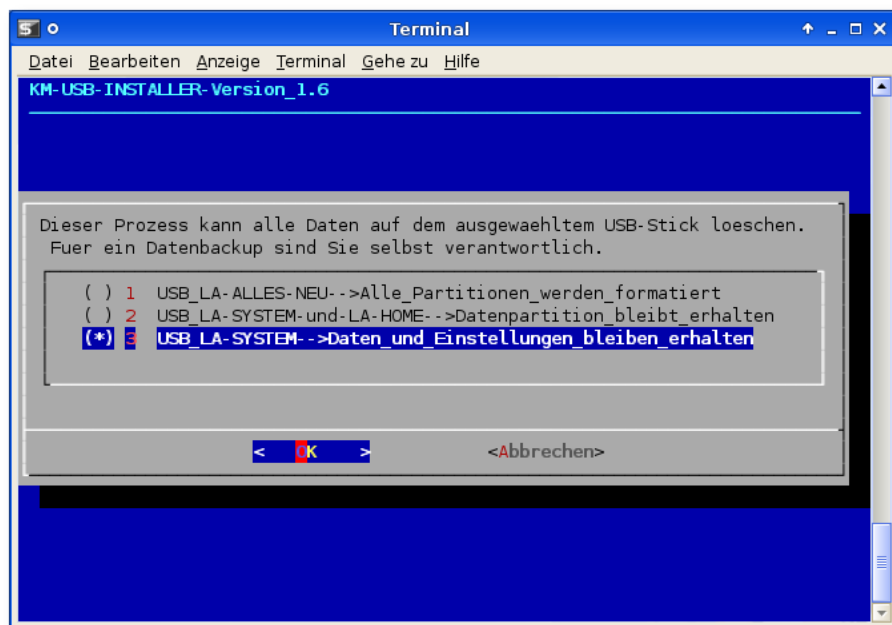 Terminal
Datei Bearbeiten Anzeige Terminal Gehe zu Hilfe
KM-USB-INSTALLER-Version_1.6
Dieser Prozess kann alle Daten auf dem ausgewaehltem USB-Stick loeschen.
Fuer ein Datenbackup sind Sie selbst verantwortlich.
( ) 1 USB_LA-ALLES-NEU-->Alle_Partitionen_werden_formatiert
( ) 2 USB_LA-SYSTEM-und-LA-HOME-->Datenpartition_bleibt_erhalten
(*) 3 USB_LA-SYSTEM-->Daten_und_Einstellungen_bleiben_erhalten
< OK > <Abbrechen>